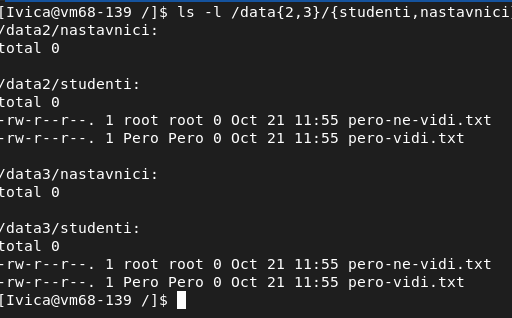 [Ivica@vm68-139 /]$ ls -l /data{2,3}/{studenti,nastavnici}
/data2/nastavnici:
total 0
/data2/studenti:
total 0
-rw-r--r--. 1 root root 0 Oct 21 11:55 pero-ne-vidi.txt
-rw-r--r--. 1 Pero Pero 0 Oct 21 11:55 pero-vidi.txt
/data3/nastavnici:
total 0
/data3/studenti:
total 0
-rw-r--r--. 1 root root 0 Oct 21 11:55 pero-ne-vidi.txt
-rw-r--r--. 1 Pero Pero 0 Oct 21 11:55 pero-vidi.txt
[Ivica@vm68-139 /]$